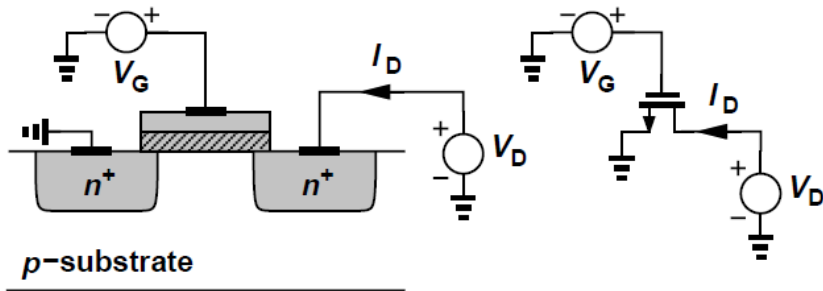 − +
V_G
I_D
+
−
V_D
n+
n+
p−substrate
− +
V_G
I_D
+
−
V_D